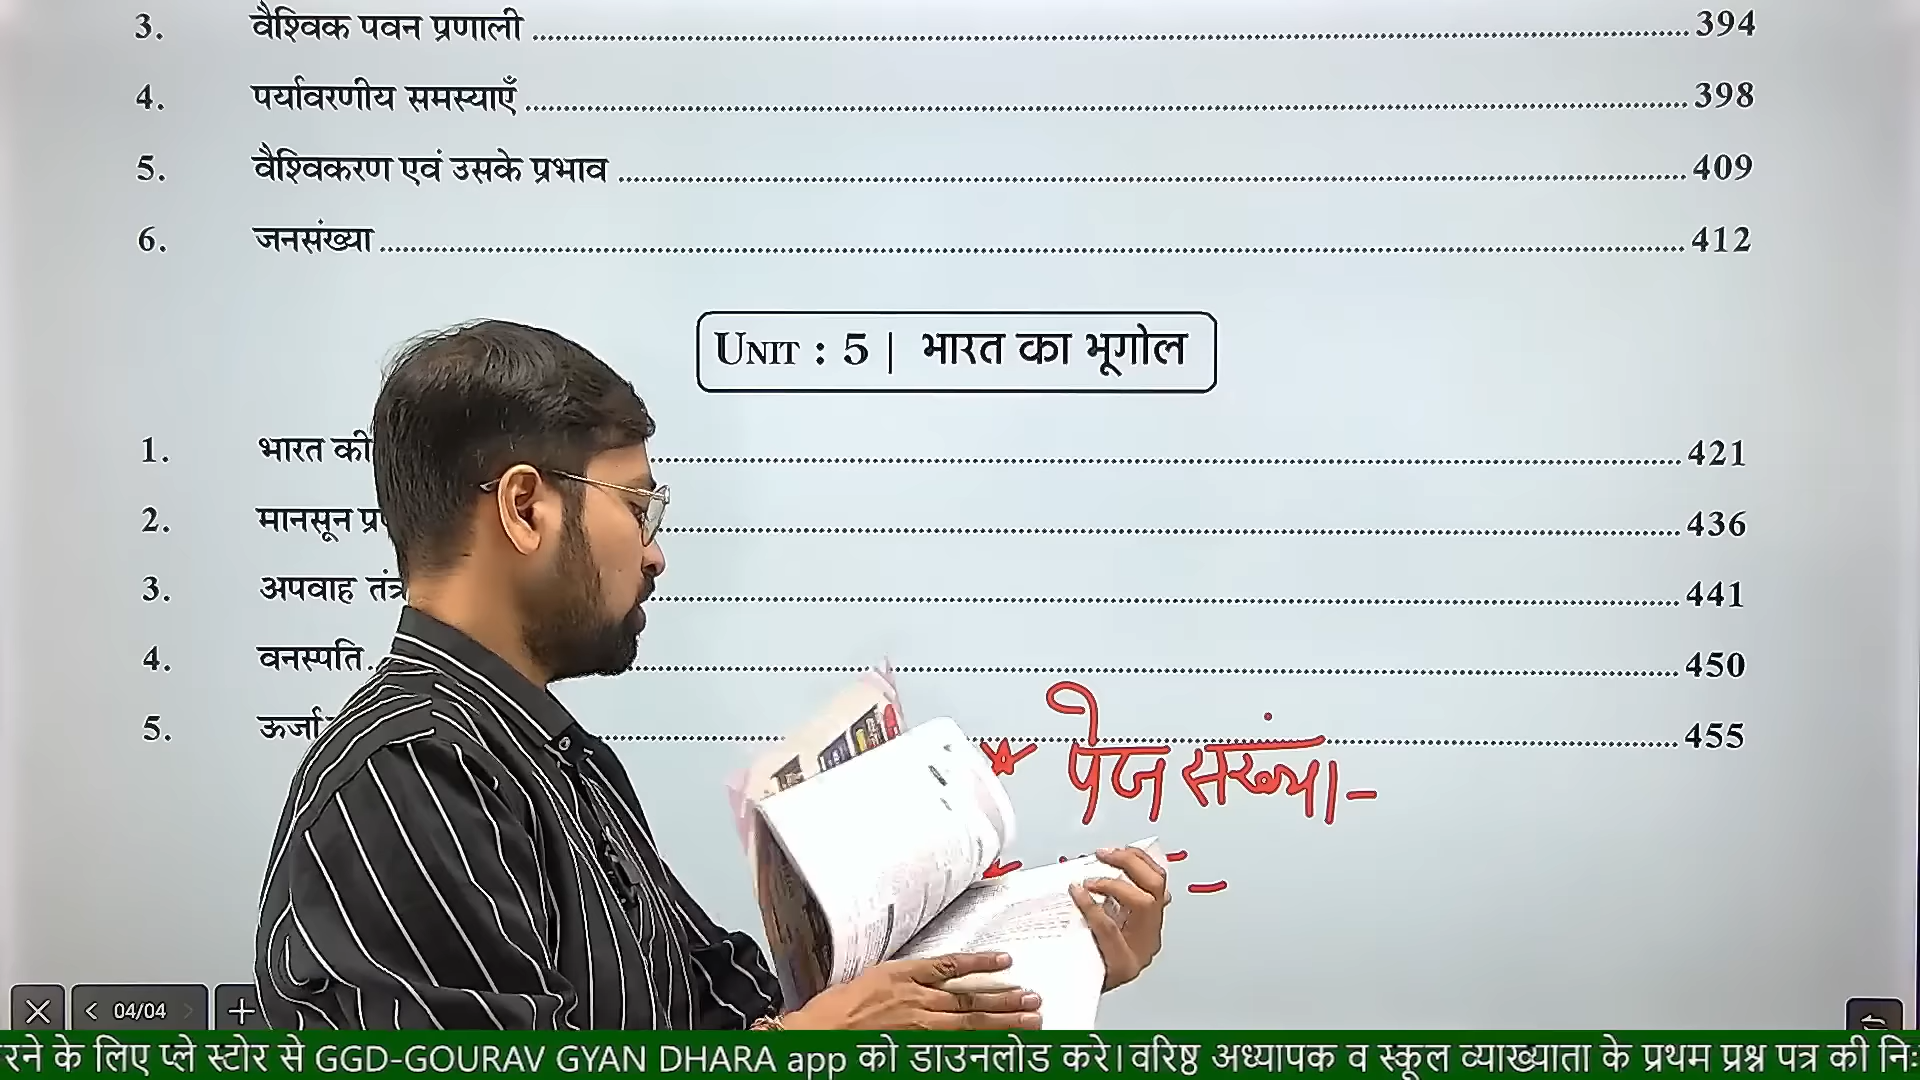 3. वैश्विक पवन प्रणाली 394
4. पर्यावरणीय समस्याएँ 398
5. वैश्विकरण एवं उसके प्रभाव 409
6. जनसंख्या 412
UNIT : 5 | भारत का भूगोल
1. भारत की 421
2. मानसून 436
3. अपवाह तंत्र 441
4. वनस्पति 450
5. ऊर्जा 455
पेज संख्या-
04/04
रने के लिए प्ले स्टोर से GGD-GOURAV GYAN DHARA app को डाउनलोड करे। वरिष्ठ अध्यापक व स्कूल व्याख्याता के प्रथम प्रश्न पत्र की